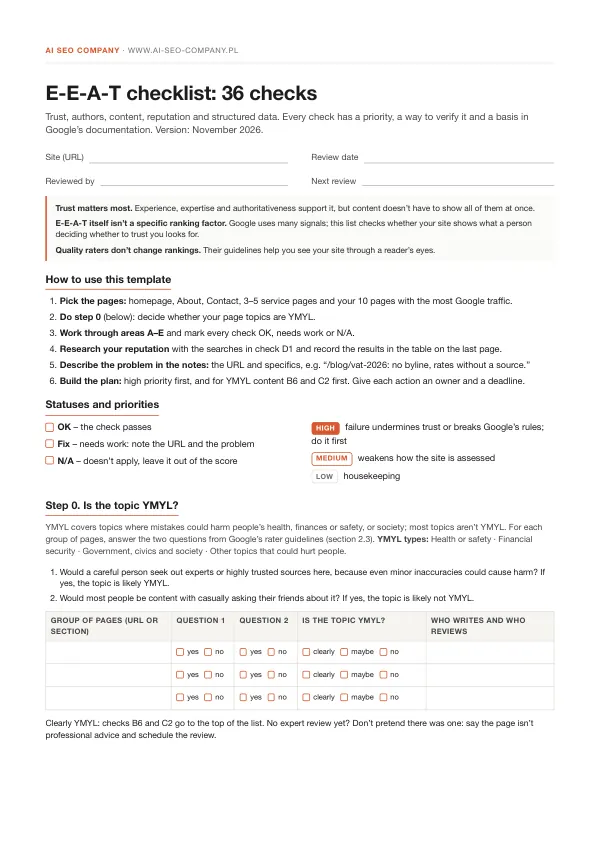 AI SEO COMPANY · WWW.AI-SEO-COMPANY.PL
E-E-A-T checklist: 36 checks
Trust, authors, content, reputation and structured data. Every check has a priority, a way to verify it and a basis in
Google's documentation. Version: November 2026.
Site (URL)
Review date
Reviewed by
Next review
Trust matters most. Experience, expertise and authoritativeness support it, but content doesn't have to show all of them at once.
E-E-A-T itself isn't a specific ranking factor. Google uses many signals; this list checks whether your site shows what a person
deciding whether to trust you looks for.
Quality raters don't change rankings. Their guidelines help you see your site through a reader's eyes.
How to use this template
1. Pick the pages: homepage, About, Contact, 3–5 service pages and your 10 pages with the most Google traffic.
2. Do step 0 (below): decide whether your page topics are YMYL.
3. Work through areas A–E and mark every check OK, needs work or N/A.
4. Research your reputation with the searches in check D1 and record the results in the table on the last page.
5. Describe the problem in the notes: the URL and specifics, e.g. “/blog/vat-2026: no byline, rates without a source.”
6. Build the plan: high priority first, and for YMYL content B6 and C2 first. Give each action an owner and a deadline.
Statuses and priorities
OK – the check passes
Fix – needs work: note the URL and the problem
N/A – doesn't apply, leave it out of the score
HIGH failure undermines trust or breaks Google's rules;
do it first
MEDIUM weakens how the site is assessed
LOW housekeeping
Step 0. Is the topic YMYL?
YMYL covers topics where mistakes could harm people's health, finances or safety, or society; most topics aren't YMYL. For each
group of pages, answer the two questions from Google's rater guidelines (section 2.3). YMYL types: Health or safety · Financial
security · Government, civics and society · Other topics that could hurt people.
1. Would a careful person seek out experts or highly trusted sources here, because even minor inaccuracies could cause harm? If
yes, the topic is likely YMYL.
2. Would most people be content with casually asking their friends about it? If yes, the topic is likely not YMYL.
GROUP OF PAGES (URL OR
SECTION)
QUESTION 1
QUESTION 2
IS THE TOPIC YMYL?
WHO WRITES AND WHO
REVIEWS
yes no yes no clearly maybe no
yes no yes no clearly maybe no
yes no yes no clearly maybe no
Clearly YMYL: checks B6 and C2 go to the top of the list. No expert review yet? Don't pretend there was one: say the page isn't
professional advice and schedule the review.